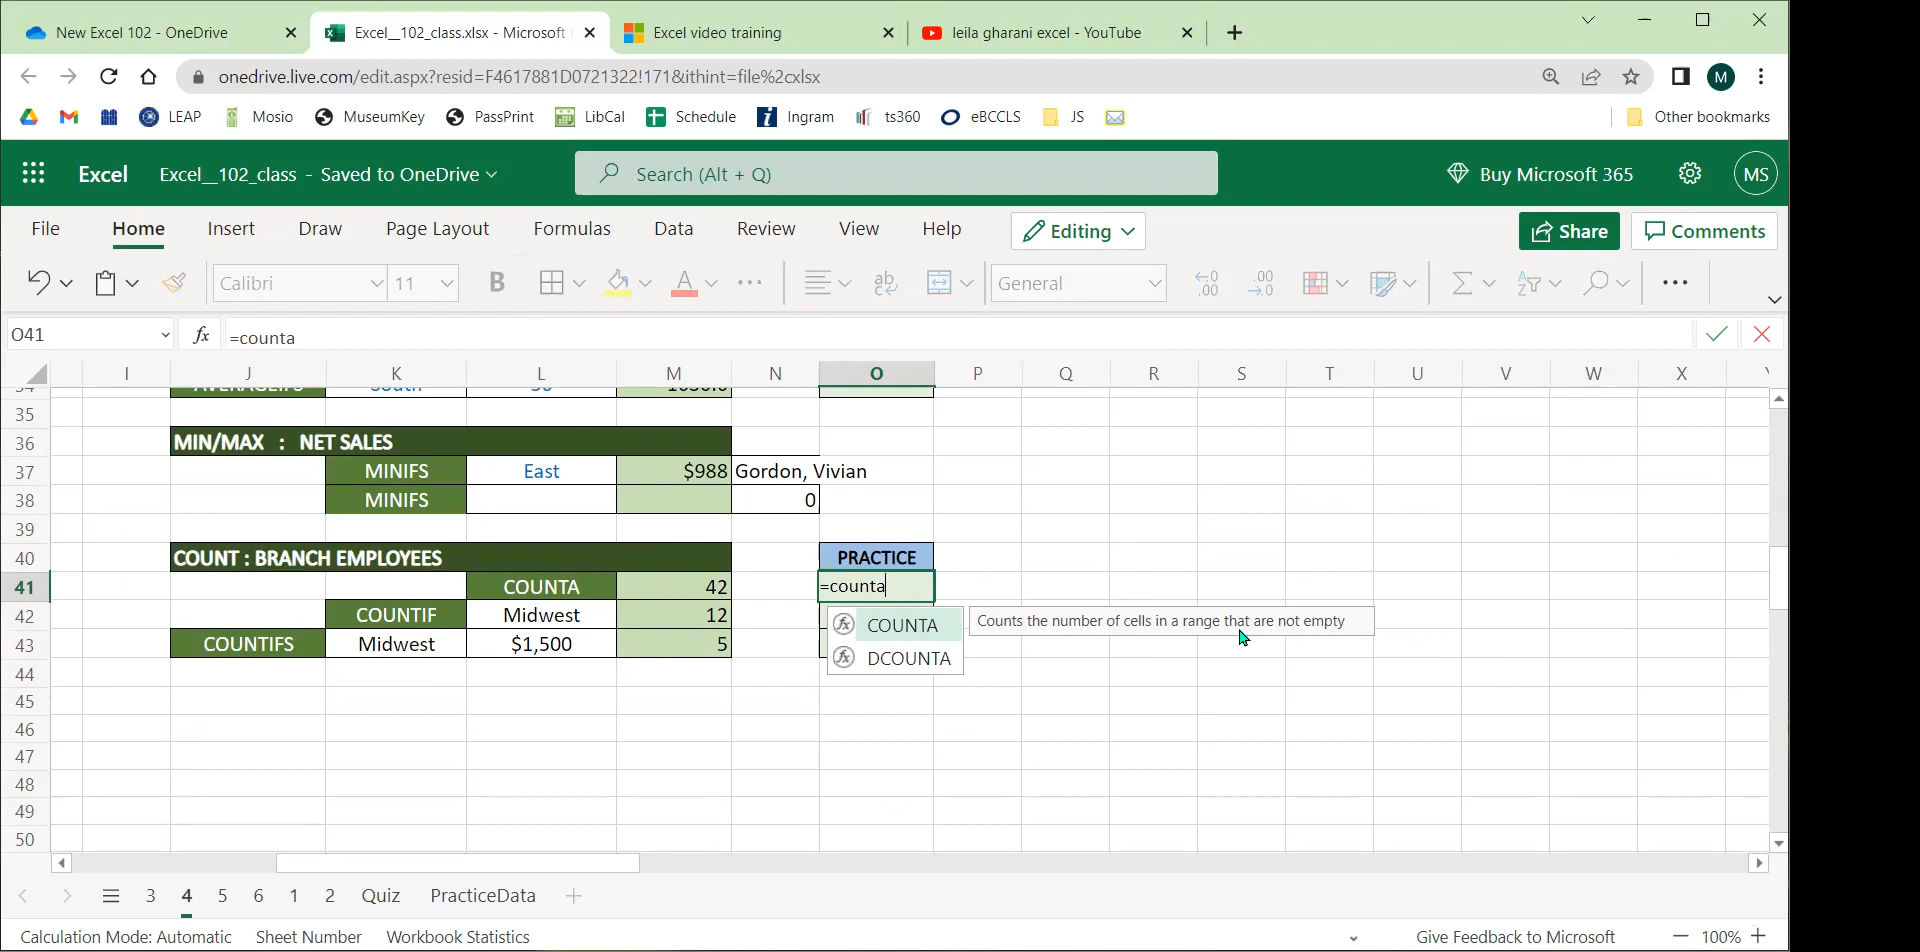 New Excel 102 - OneDrive
Excel__102_class.xlsx - Microsoft
Excel video training
leila gharani excel - YouTube
onedrive.live.com/edit.aspx?resid=F4617881D0721322!171&ithint=file%2cxlsx
M
LEAP
Mosio
MuseumKey
PassPrint
LibCal
Schedule
Ingram
ts360
eBCCLS
JS
Other bookmarks
Excel
Excel__102_class - Saved to OneDrive
Search (Alt + Q)
Buy Microsoft 365
MS
File
Home
Insert
Draw
Page Layout
Formulas
Data
Review
View
Help
Editing
Share
Comments
Calibri
11
B
A
ab
General
O41
fx
=counta
I J K L M N O P Q R S T U V W X
34 AVERAGEIFS South
35
36 MIN/MAX : NET SALES
37 MINIFS East $988 Gordon, Vivian
38 MINIFS 0
39
40 COUNT : BRANCH EMPLOYEES PRACTICE
41 COUNTA 42 =counta
42 COUNTIF Midwest 12
43 COUNTIFS Midwest $1,500 5
COUNTA
Counts the number of cells in a range that are not empty
DCOUNTA
44
45
46
47
48
49
50
3 4 5 6 1 2 Quiz PracticeData
Calculation Mode: Automatic
Sheet Number
Workbook Statistics
Give Feedback to Microsoft
100%